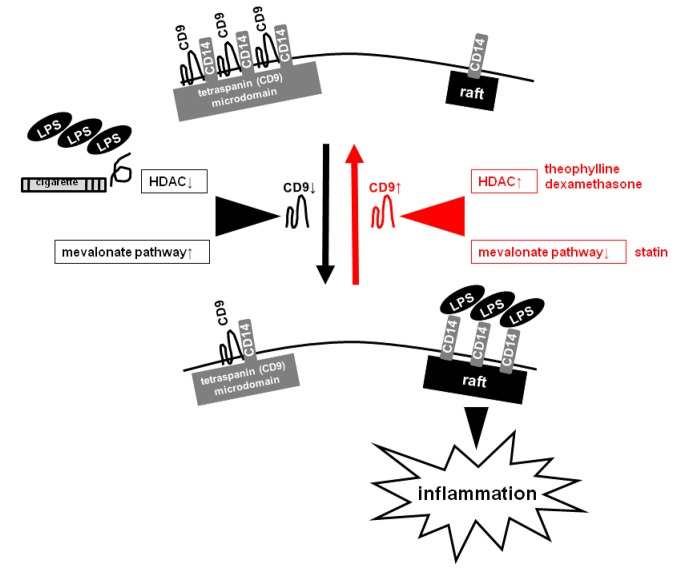 CD9
CD9
CD9
CD14
CD14
CD14
CD14
tetraspanin (CD9)
microdomain
raft
LPS
LPS
LPS
cigarette
HDAC↓
CD9↓
CD9↑
HDAC↑
theophylline
dexamethasone
mevalonate pathway↑
mevalonate pathway↓
statin
CD9
CD14
tetraspanin (CD9)
microdomain
LPS
LPS
LPS
CD14
CD14
CD14
raft
inflammation